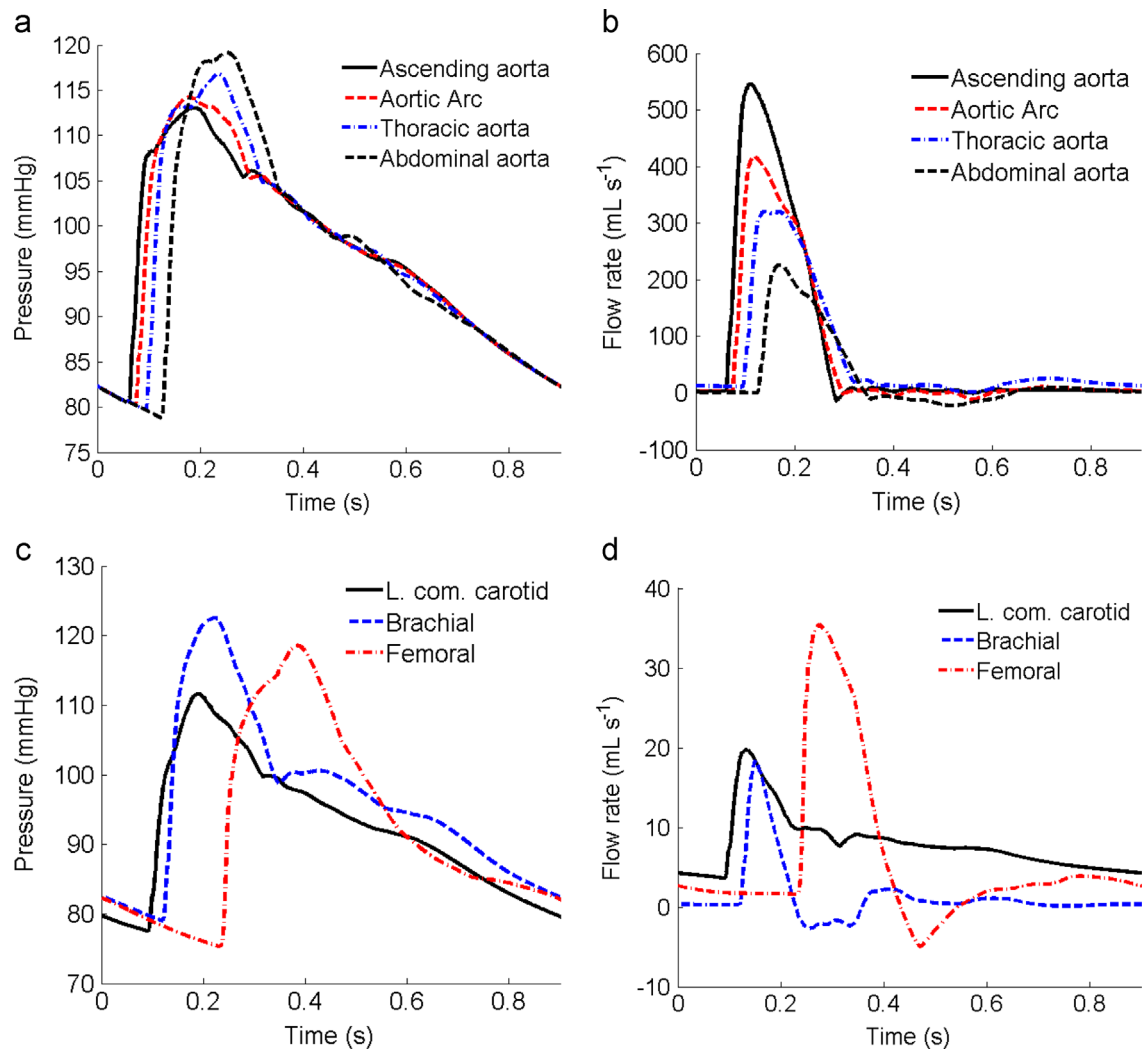 a
120
115
110
105
100
95
90
85
80
75
Pressure (mmHg)
Ascending aorta
Aortic Arc
Thoracic aorta
Abdominal aorta
0 0.2 0.4 0.6 0.8
Time (s)
b
600
500
400
300
200
100
0
-100
Flow rate (mL s-1)
Ascending aorta
Aortic Arc
Thoracic aorta
Abdominal aorta
0 0.2 0.4 0.6 0.8
Time (s)
c
130
120
110
100
90
80
70
Pressure (mmHg)
L. com. carotid
Brachial
Femoral
0 0.2 0.4 0.6 0.8
Time (s)
d
40
30
20
10
0
-10
Flow rate (mL s-1)
L. com. carotid
Brachial
Femoral
0 0.2 0.4 0.6 0.8
Time (s)